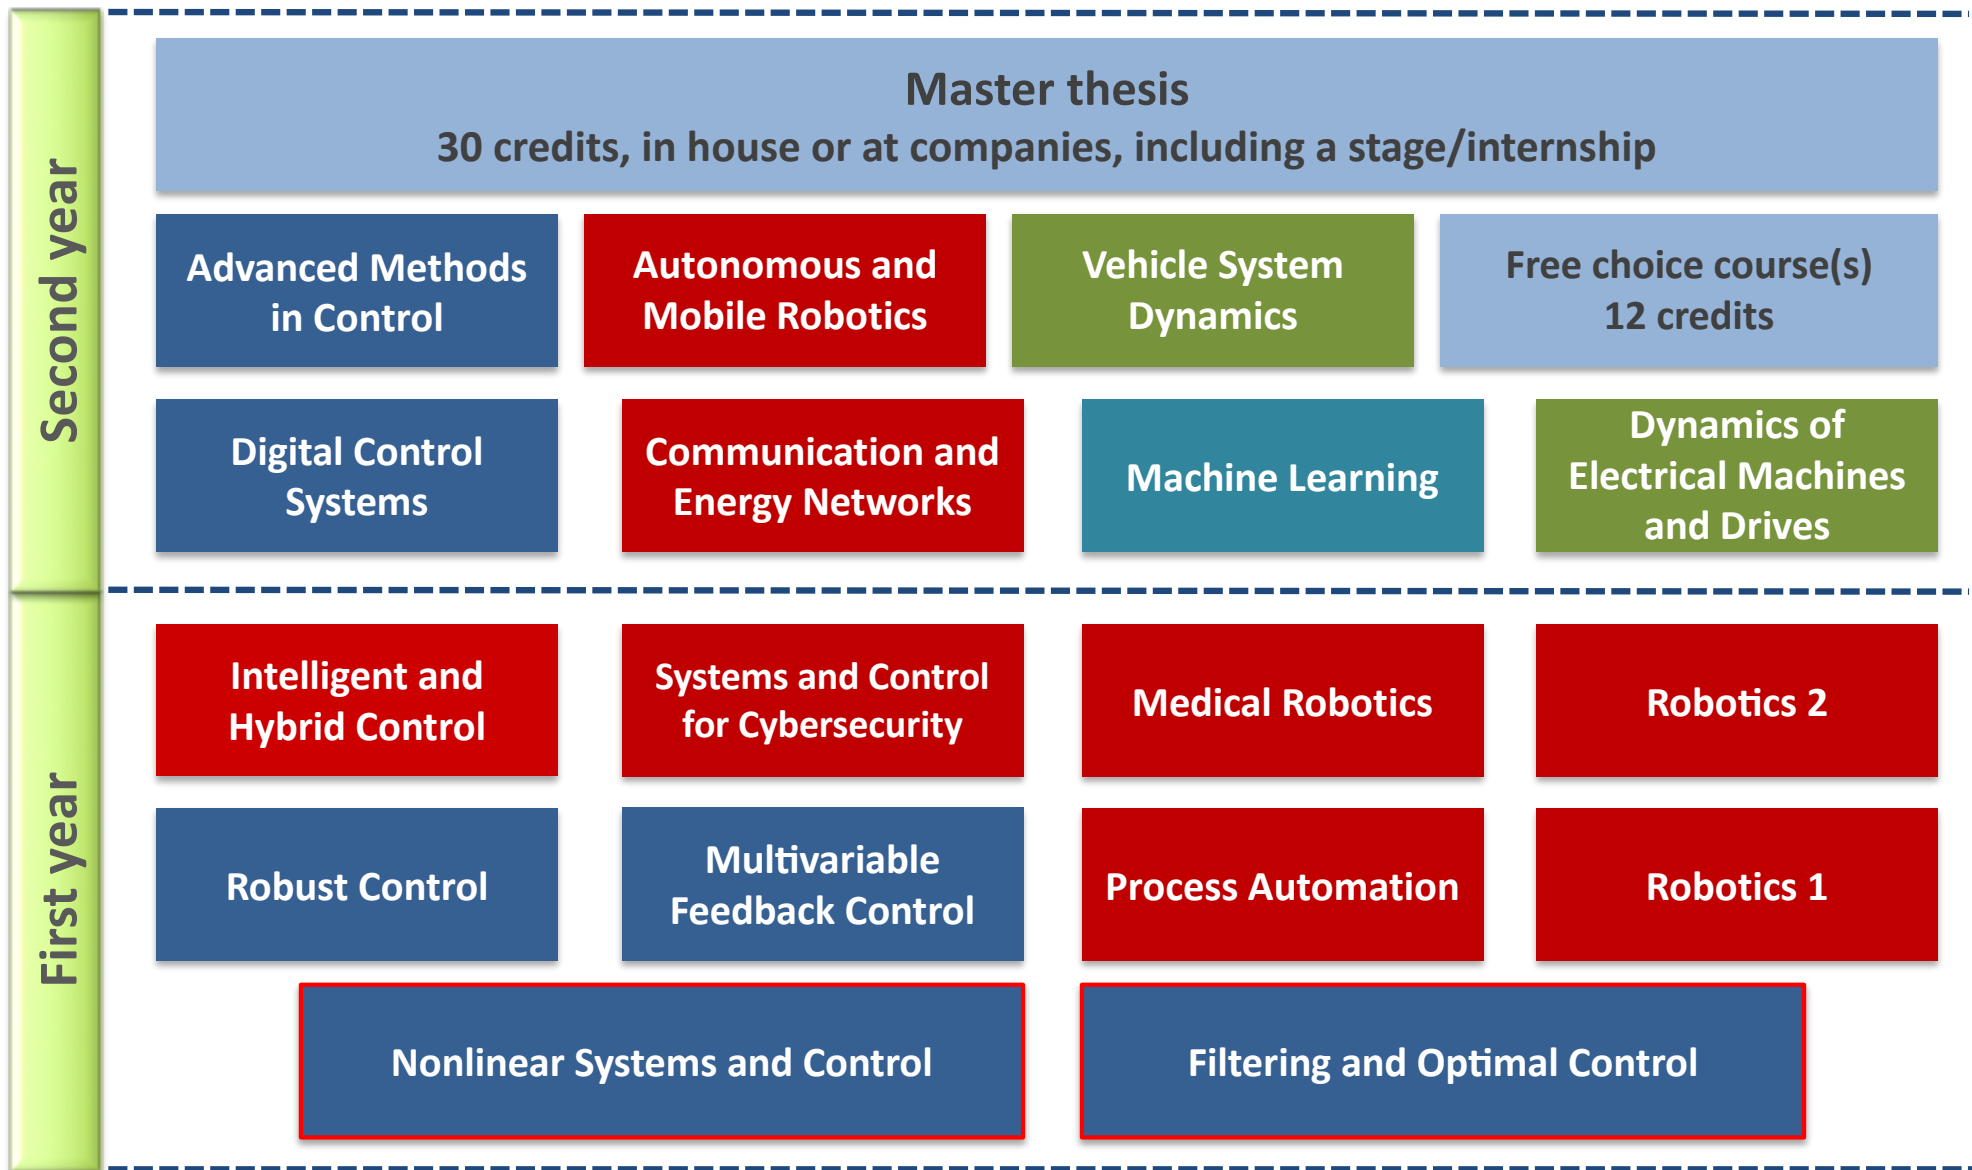 Second year
Master thesis
30 credits, in house or at companies, including a stage/internship
Advanced Methods
in Control
Autonomous and
Mobile Robotics
Vehicle System
Dynamics
Free choice course(s)
12 credits
Digital Control
Systems
Communication and
Energy Networks
Machine Learning
Dynamics of
Electrical Machines
and Drives
First year
Intelligent and
Hybrid Control
Systems and Control
for Cybersecurity
Medical Robotics
Robotics 2
Robust Control
Multivariable
Feedback Control
Process Automation
Robotics 1
Nonlinear Systems and Control
Filtering and Optimal Control